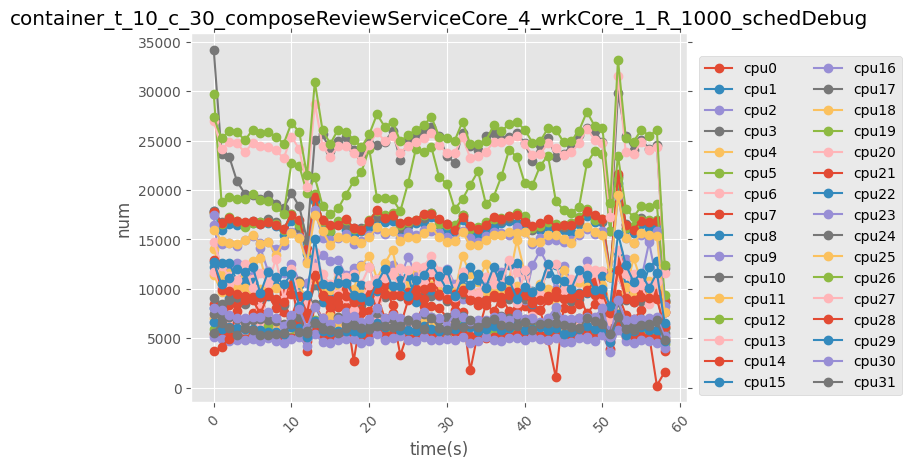 container_t_10_c_30_composeReviewServiceCore_4_wrkCore_1_R_1000_schedDebug
num
35000
30000
25000
20000
15000
10000
5000
0
0
10
20
30
40
50
60
time(s)
cpu0
cpu1
cpu2
cpu3
cpu4
cpu5
cpu6
cpu7
cpu8
cpu9
cpu10
cpu11
cpu12
cpu13
cpu14
cpu15
cpu16
cpu17
cpu18
cpu19
cpu20
cpu21
cpu22
cpu23
cpu24
cpu25
cpu26
cpu27
cpu28
cpu29
cpu30
cpu31